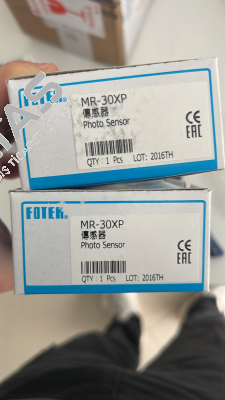 FOTEK.
MR-30XP
傳感器
Photo Sensor
CE
EAC
QTY : 1 Pcs LOT: 2016TH
FOTEK.
MR-30XP
傳感器
Photo Sensor
CE
EAC
QTY : 1 Pcs LOT: 2016TH